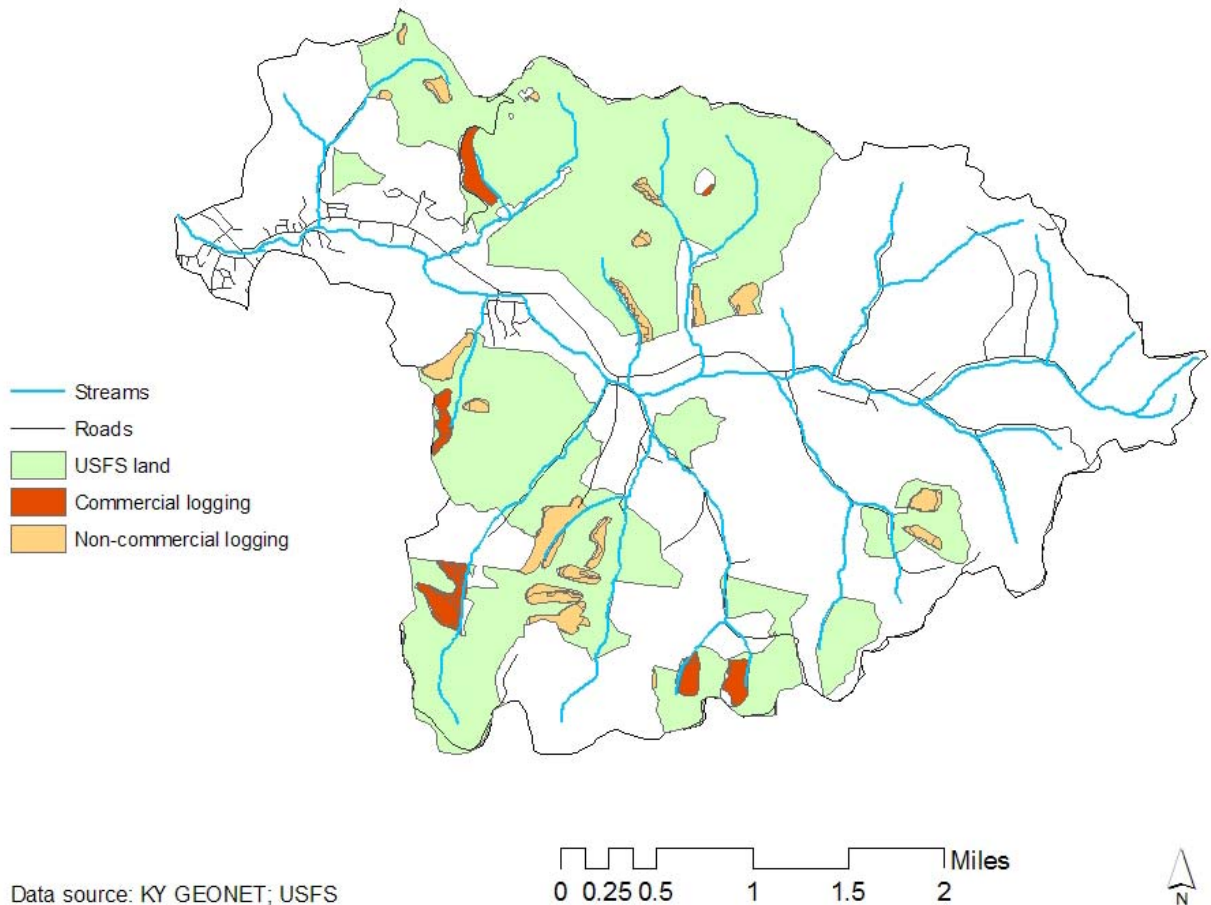 Streams
Roads
USFS land
Commercial logging
Non-commercial logging
Miles
0 0.25 0.5 1 1.5 2
Data source: KY GEONET; USFS
N